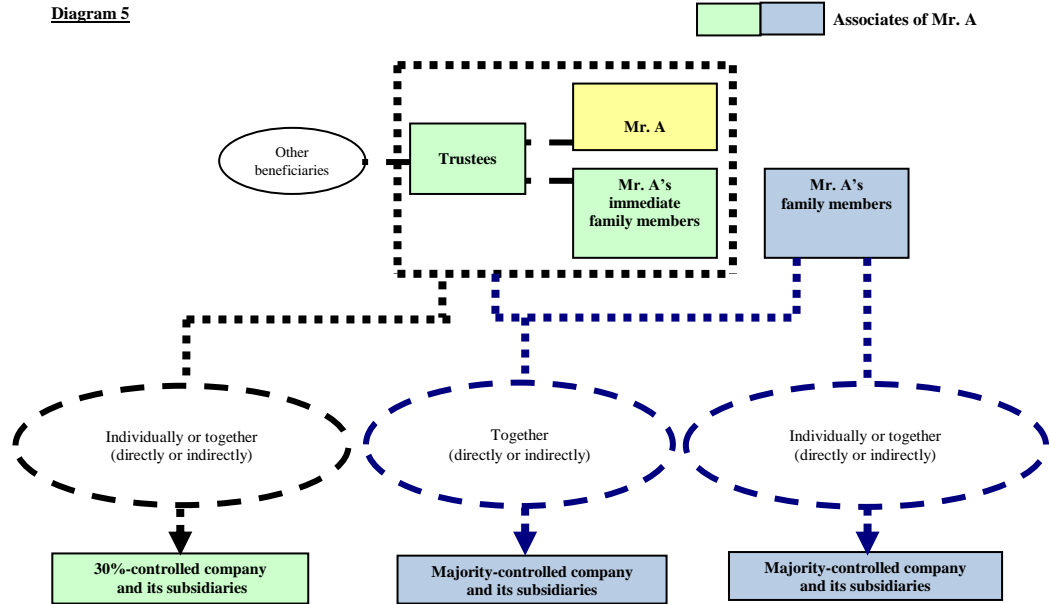 Diagram 5
Associates of Mr. A
Mr. A
Other
beneficiaries
Trustees
Mr. A’s
immediate
family members
Mr. A’s
family members
Individually or together
(directly or indirectly)
Together
(directly or indirectly)
Individually or together
(directly or indirectly)
30%-controlled company
and its subsidiaries
Majority-controlled company
and its subsidiaries
Majority-controlled company
and its subsidiaries